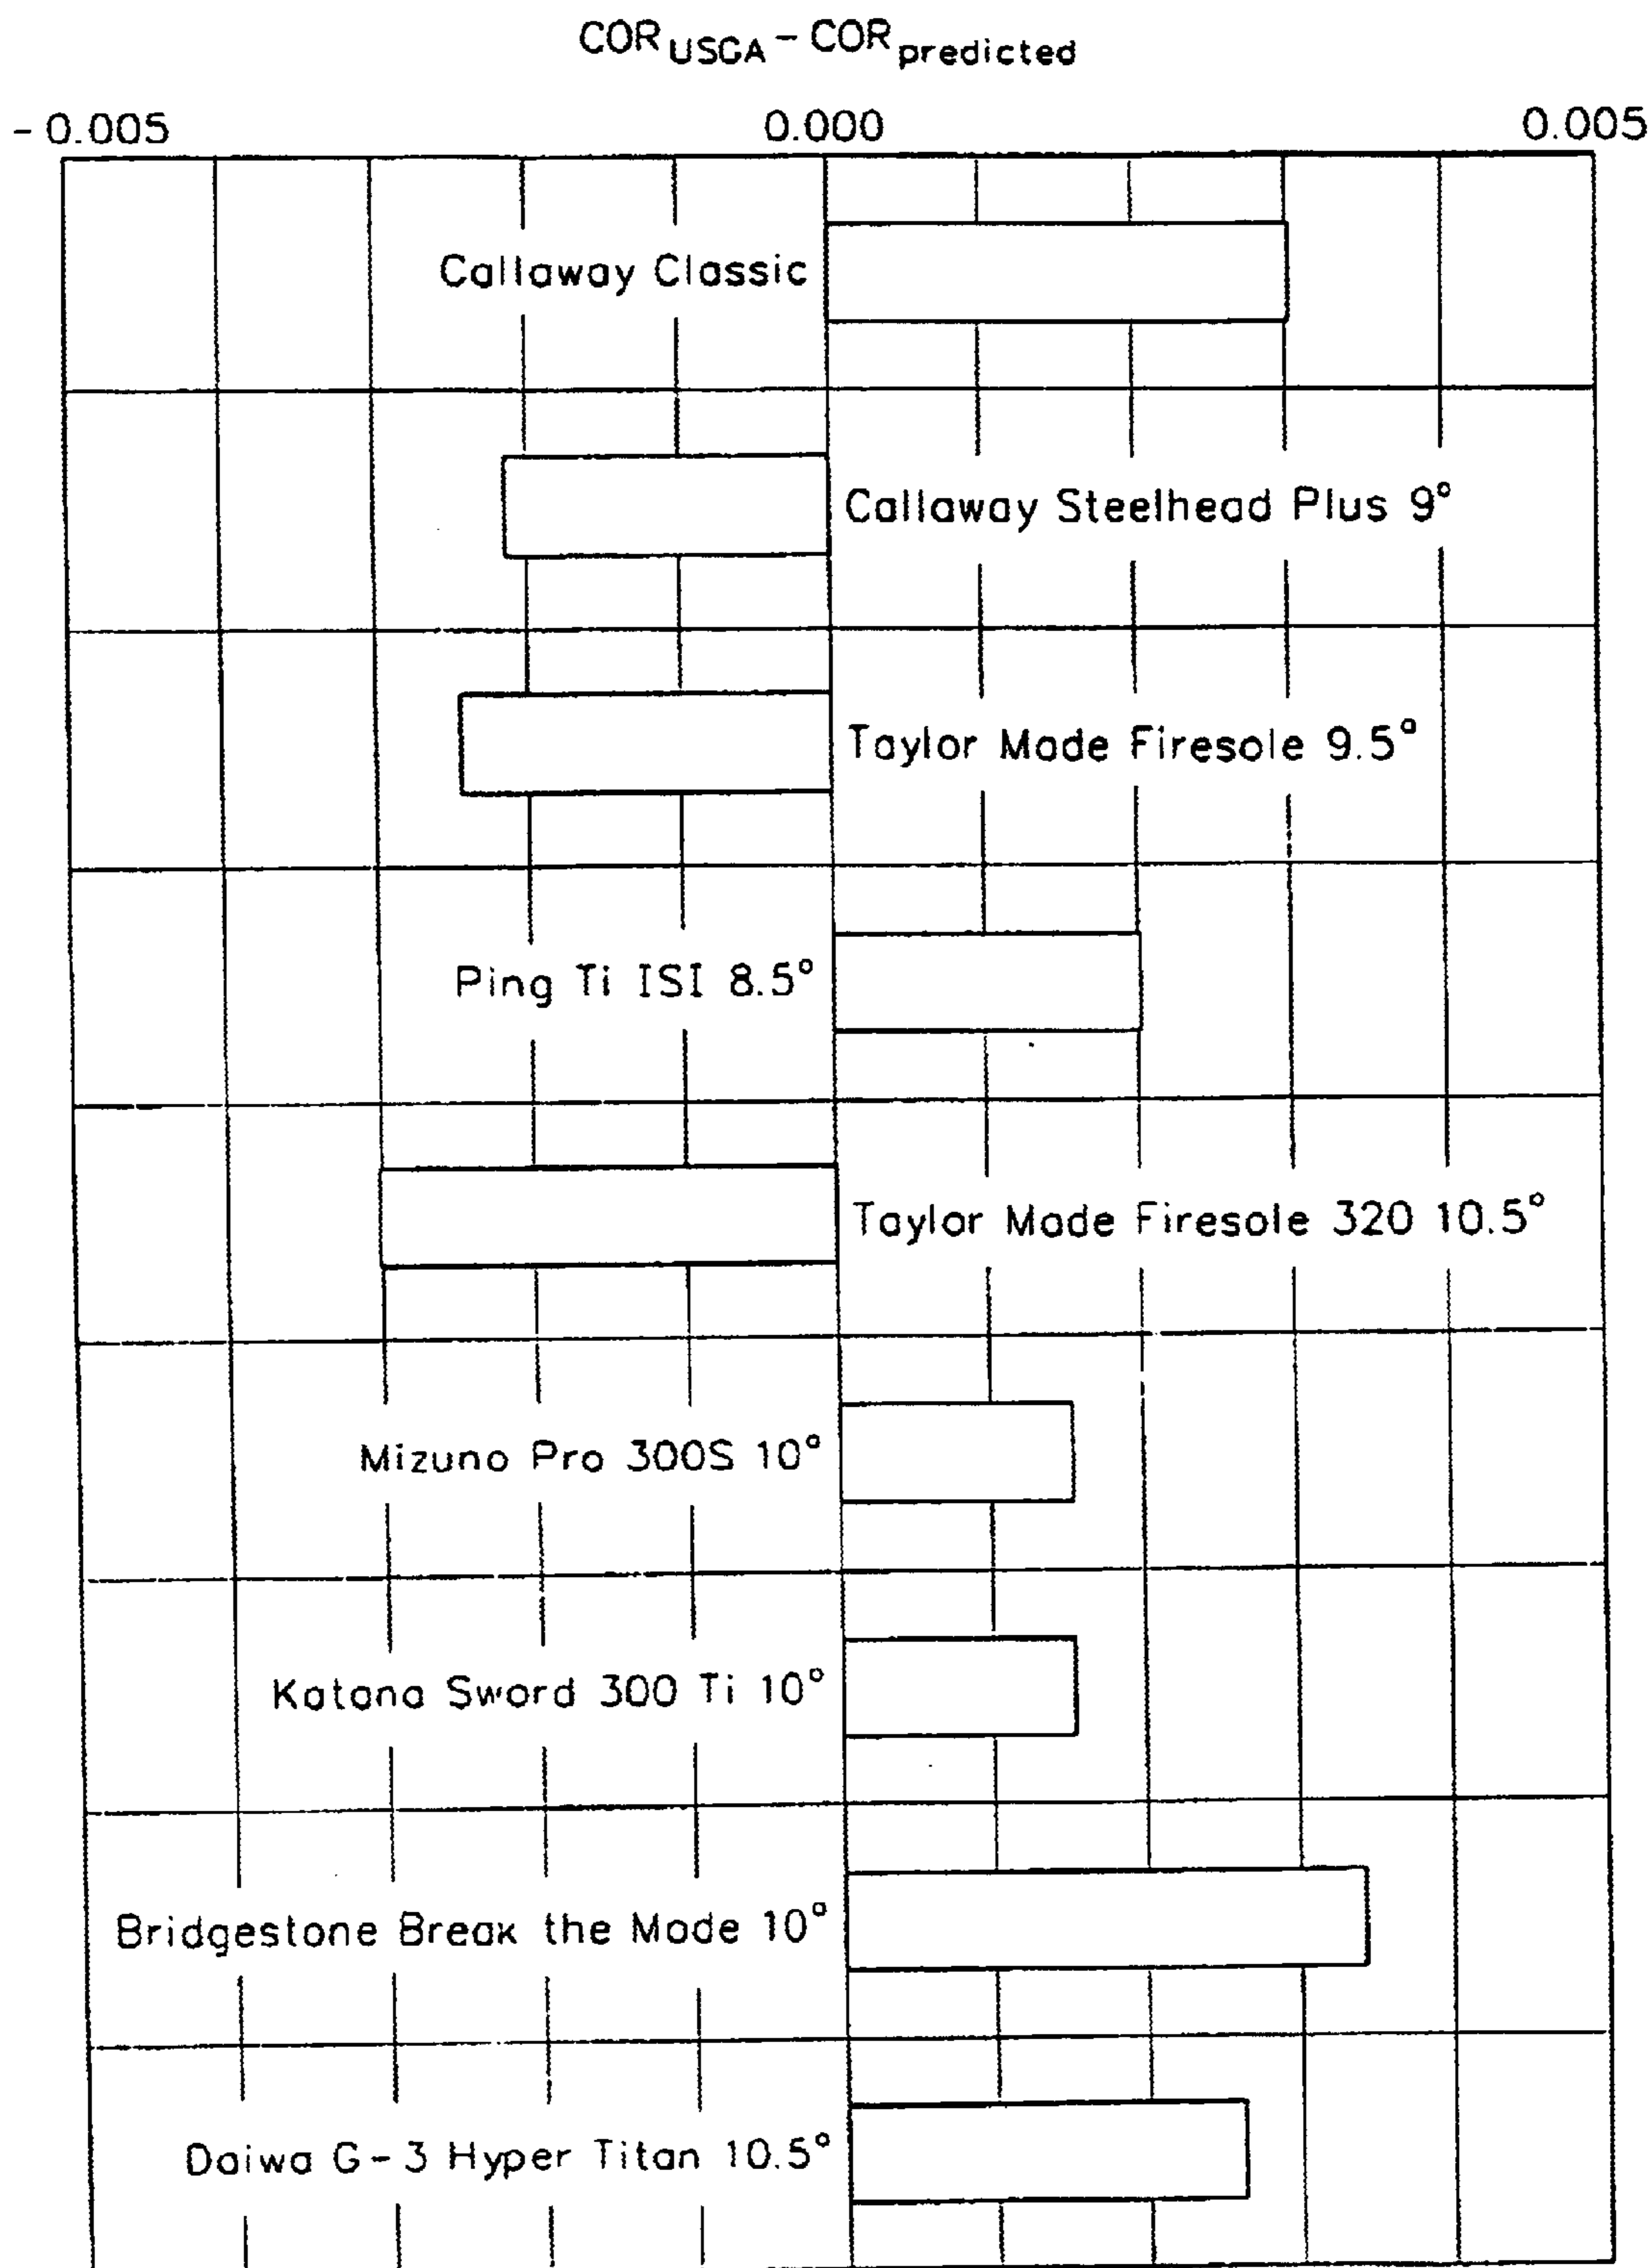 COR USGA - COR predicted
- 0.005 0.000 0.005
Callaway Classic
Callaway Steelhead Plus 9°
Taylor Made Firesole 9.5°
Ping Ti ISI 8.5°
Taylor Made Firesole 320 10.5°
Mizuno Pro 300S 10°
Katana Sword 300 Ti 10°
Bridgestone Break the Mode 10°
Daiwa G-3 Hyper Titan 10.5°